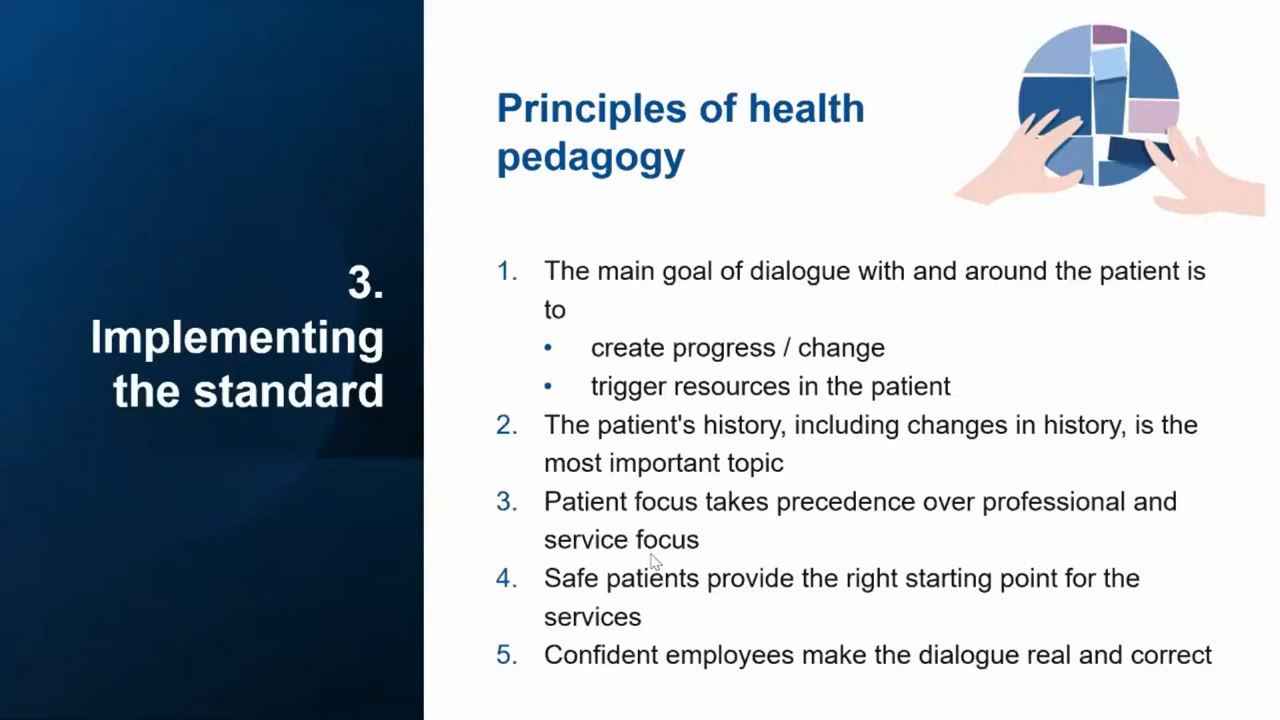 3.
Implementing
the standard
Principles of health
pedagogy
1. The main goal of dialogue with and around the patient is
to
• create progress / change
• trigger resources in the patient
2. The patient's history, including changes in history, is the
most important topic
3. Patient focus takes precedence over professional and
service focus
4. Safe patients provide the right starting point for the
services
5. Confident employees make the dialogue real and correct